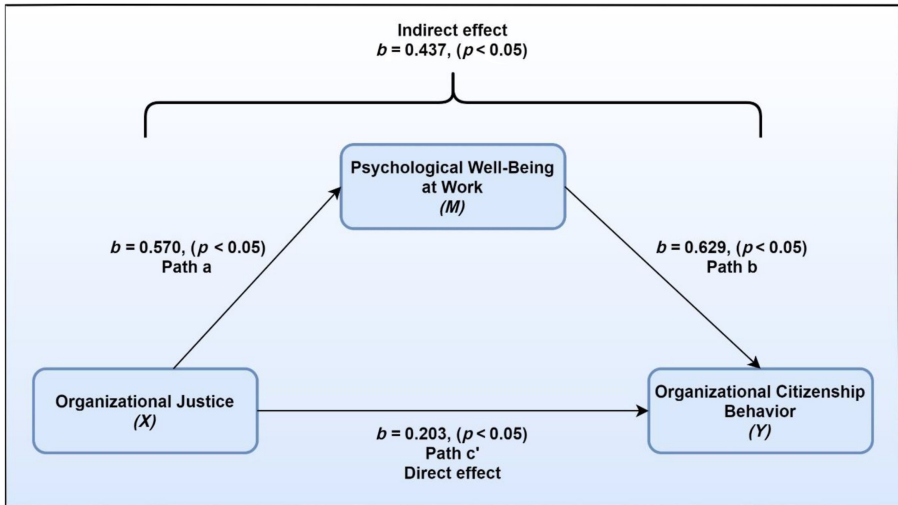 Indirect effect
b = 0.437, (p < 0.05)
Psychological Well-Being
at Work
(M)
b = 0.570, (p < 0.05)
Path a
b = 0.629, (p < 0.05)
Path b
Organizational Justice
(X)
Organizational Citizenship
Behavior
(Y)
b = 0.203, (p < 0.05)
Path c'
Direct effect